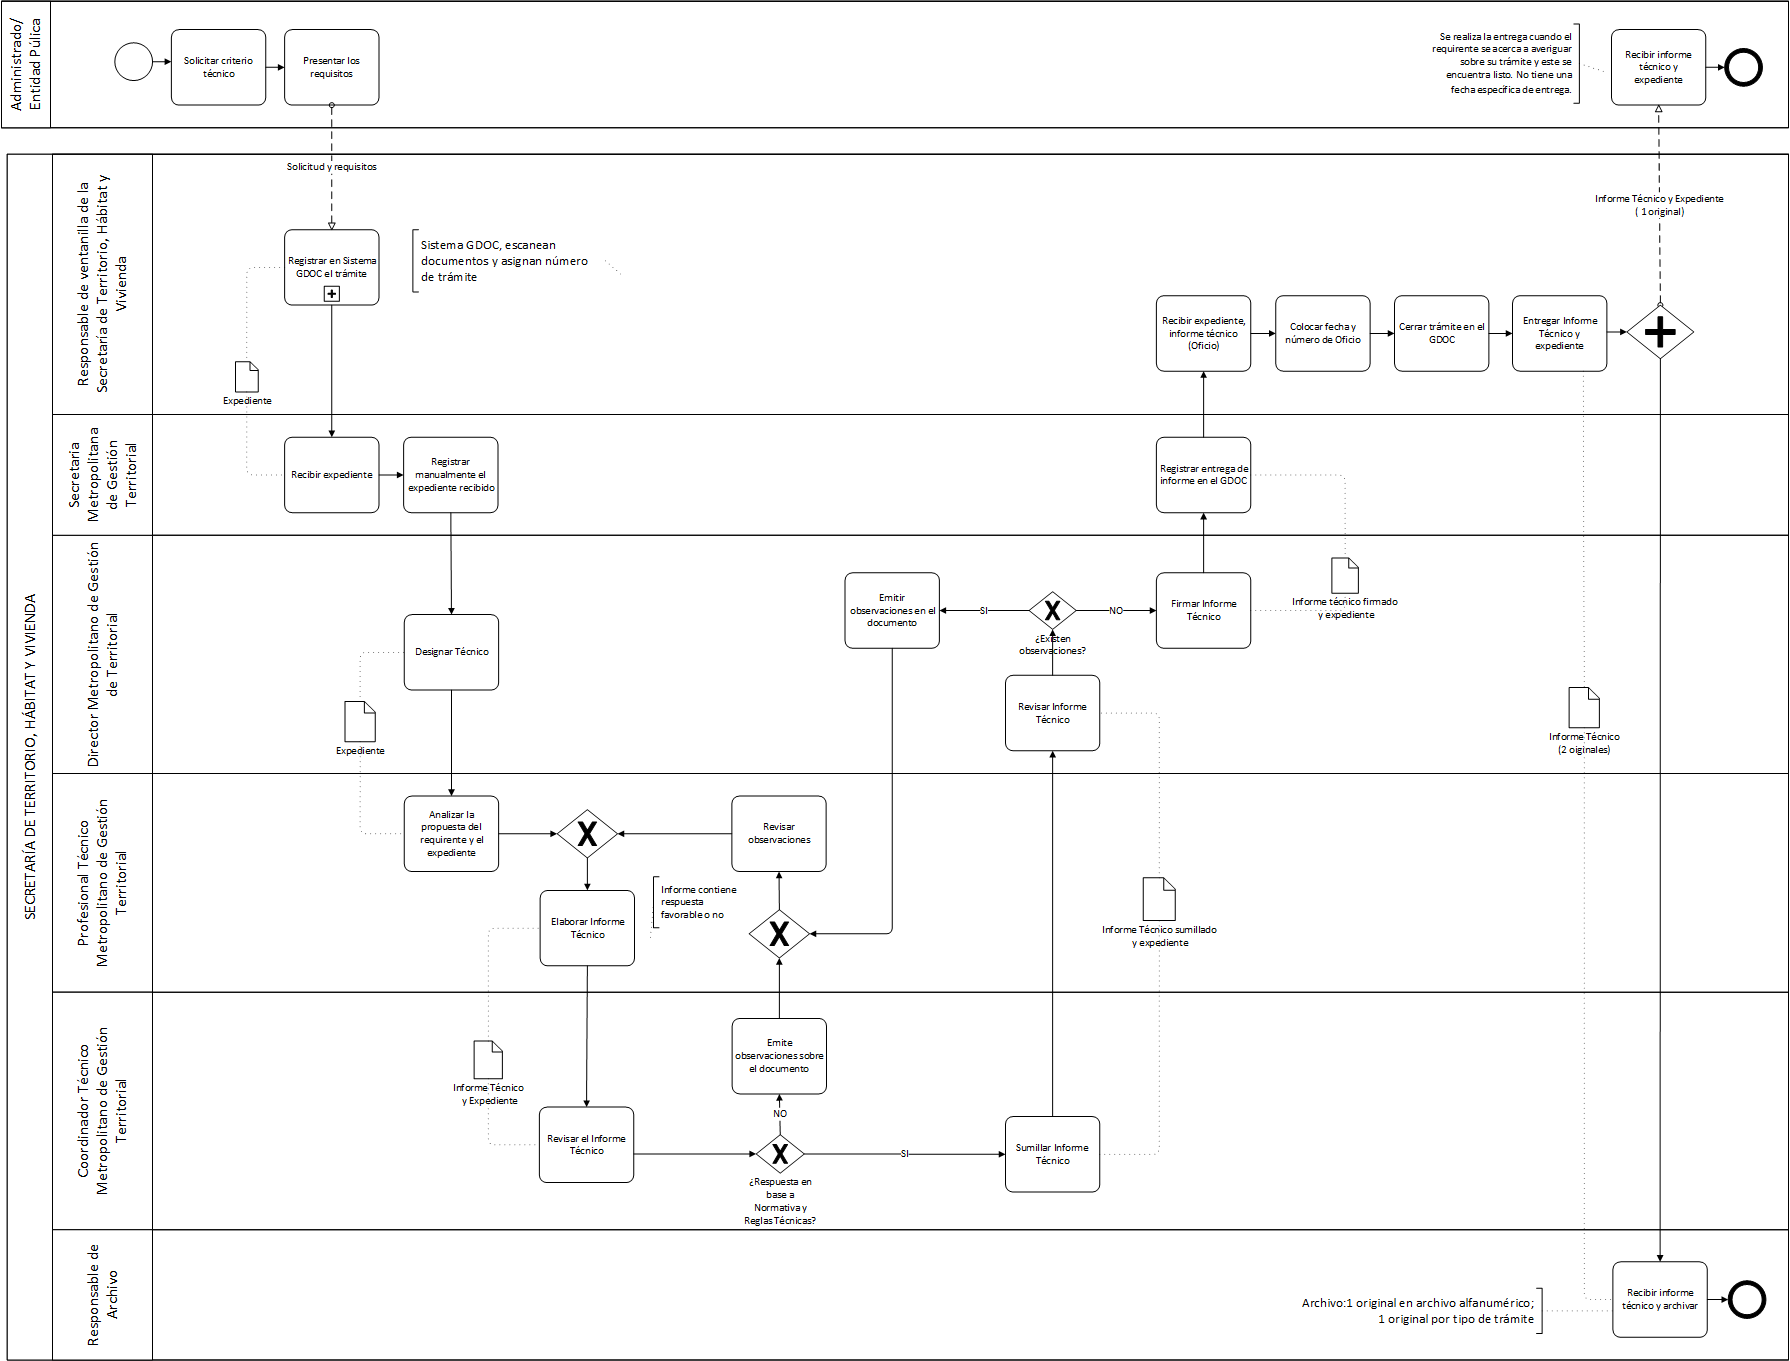 Administrado/
Entidad Púlica
Solicitar criterio
técnico
Presentar los
requisitos
Se realiza la entrega cuando el
requirente se acerca a averiguar
sobre su trámite y este se
encuentra listo. No tiene una
fecha específica de entrega.
Recibir informe
técnico y
expediente
Solicitud y requisitos
Informe Técnico y Expediente
( 1 original)
SECRETARÍA DE TERRITORIO, HÁBITAT Y VIVIENDA
Responsable de ventanilla de la
Secretaría de Territorio, Hábitat y
Vivienda
Registrar en Sistema
GDOC el trámite
Sistema GDOC, escanean
documentos y asignan número
de trámite
Expediente
Recibir expediente,
informe técnico
(Oficio)
Colocar fecha y
número de Oficio
Cerrar trámite en el
GDOC
Entregar Informe
Técnico y
expediente
Secretaria
Metropolitana
de Gestión
Territorial
Recibir expediente
Registrar
manualmente el
expediente recibido
Registrar entrega de
informe en el GDOC
Director Metropolitano de Gestión
de Territorial
Designar Técnico
Expediente
Emitir
observaciones en el
documento
SI
¿Existen
observaciones?
NO
Firmar Informe
Técnico
Informe técnico firmado
y expediente
Revisar Informe
Técnico
Informe Técnico
(2 oiginales)
Profesional Técnico
Metropolitano de Gestión
Territorial
Analizar la
propuesta del
requirente y el
expediente
Revisar
observaciones
Elaborar Informe
Técnico
Informe contiene
respuesta
favorable o no
Informe Técnico sumillado
y expediente
Coordinador Técnico
Metropolitano de Gestión
Territorial
Informe Técnico
y Expediente
Emite
observaciones sobre
el documento
NO
Revisar el Informe
Técnico
¿Respuesta en
base a
Normativa y
Reglas Técnicas?
SI
Sumillar Informe
Técnico
Responsable de
Archivo
Archivo:1 original en archivo alfanumérico;
1 original por tipo de trámite
Recibir informe
técnico y archivar